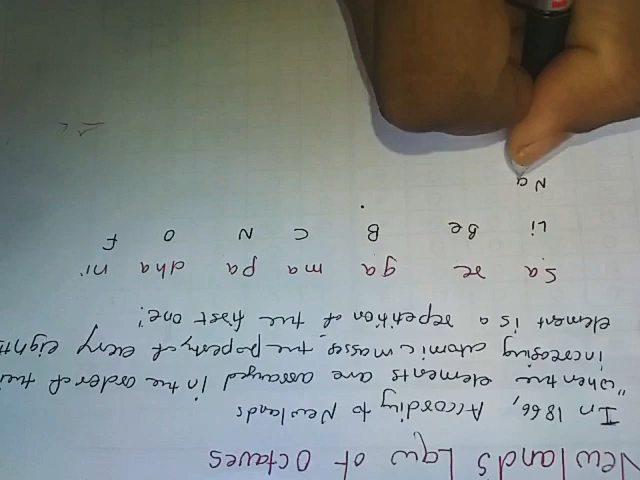 Newland's Law of Octaves
In 1866, According to Newlands
"when the elements are arranged in the order of their
increasing atomic masses, the property of every eighth
element is a repetition of the first one".
Sa re ga ma pa dha ni
Li Be B C N O F
Na